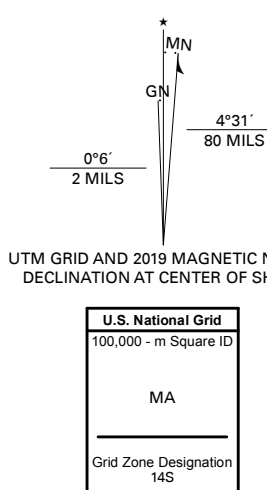 ★
MN
GN
4°31´
80 MILS
0°6´
2 MILS
UTM GRID AND 2019 MAGNETIC
DECLINATION AT CENTER OF
U.S. National Grid
100,000 - m Square ID
MA
Grid Zone Designation
14S